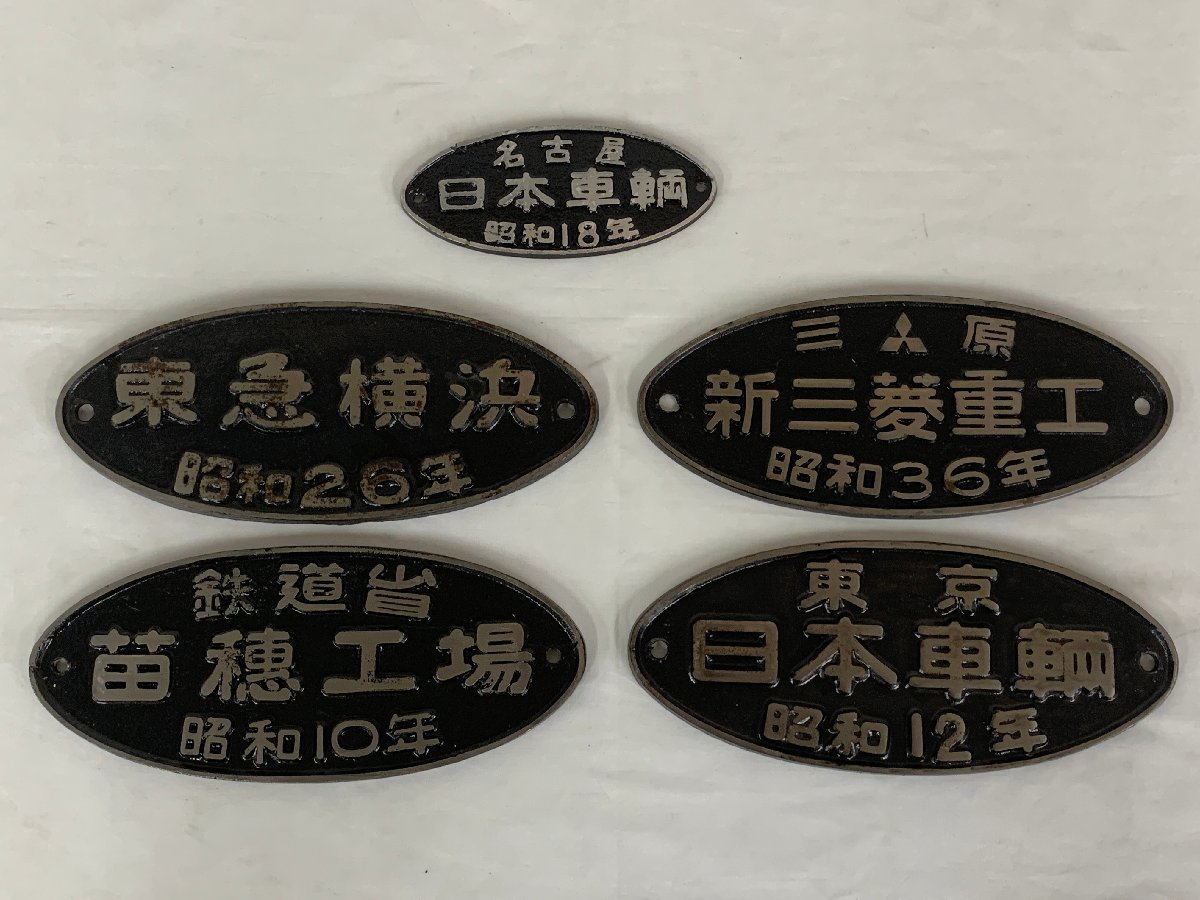 名古屋
日本車輌
昭和18年
東急横浜
昭和26年
三原
新三菱重工
昭和36年
鉄道省
苗穂工場
昭和10年
東京
日本車輌
昭和12年